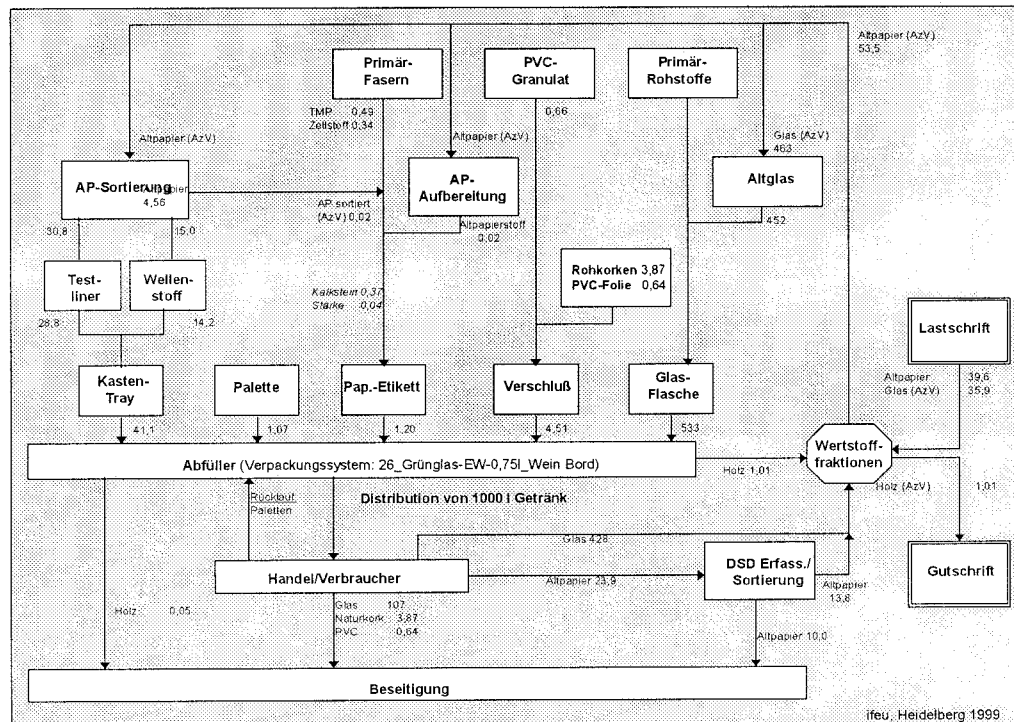 Altpapier (AzV)
53,5
Primär-
Fasern
PVC-
Granulat
Primär-
Rohstoffe
TMP 0,49
Zellstoff 0,34
0,66
Altpapier (AzV)
Altpapier (AzV)
Glas (AzV)
463
AP-Sortierung
Altpapier
4,56
AP-
Aufbereitung
Altglas
AP sortiert
(AzV) 0,02
30,8
15,0
Altpapierstoff
0,02
452
Test-
liner
Wellen-
stoff
Rohkorken 3,87
PVC-Folie 0,64
Kalkstein 0,37
Stärke 0,04
28,8
14,2
Lastschrift
Kasten-
Tray
Palette
Pap.-Etikett
Verschluß
Glas-
Flasche
Altpapier 39,6
Glas (AzV) 35,9
41,1
1,67
1,20
4,51
533
Abfüller (Verpackungssystem: 26_Grünglas-EW-0,75l_Wein Bord)
Holz 1,01
Wertstoff-
fraktionen
Holz (AzV) 1,01
Rücklauf
Paletten
Distribution von 1000 l Getränk
Glas 428
Handel/Verbraucher
Altpapier 23,9
DSD Erfass./
Sortierung
Altpapier
13,8
Gutschrift
Holz 0,05
Glas 107
Naturkork 3,87
PVC 0,64
Altpapier 10,0
Beseitigung
ifeu, Heidelberg 1999